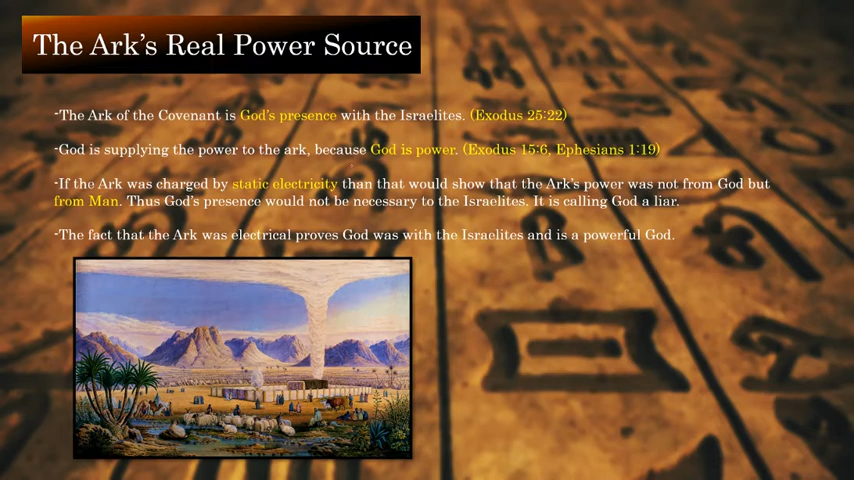 The Ark's Real Power Source
-The Ark of the Covenant is God's presence with the Israelites. (Exodus 25:22)
-God is supplying the power to the ark, because God is power. (Exodus 15:6, Ephesians 1:19)
-If the Ark was charged by static electricity than that would show that the Ark's power was not from God but
from Man. Thus God's presence would not be necessary to the Israelites. It is calling God a liar.
-The fact that the Ark was electrical proves God was with the Israelites and is a powerful God.